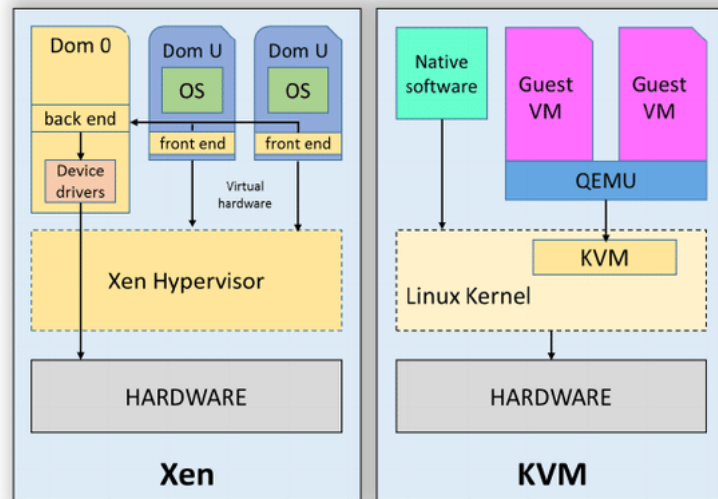 Dom 0
back end
Device
drivers
Dom U
OS
front end
Dom U
OS
front end
Virtual
hardware
Xen Hypervisor
HARDWARE
Xen
Native
software
Guest
VM
Guest
VM
QEMU
KVM
Linux Kernel
HARDWARE
KVM